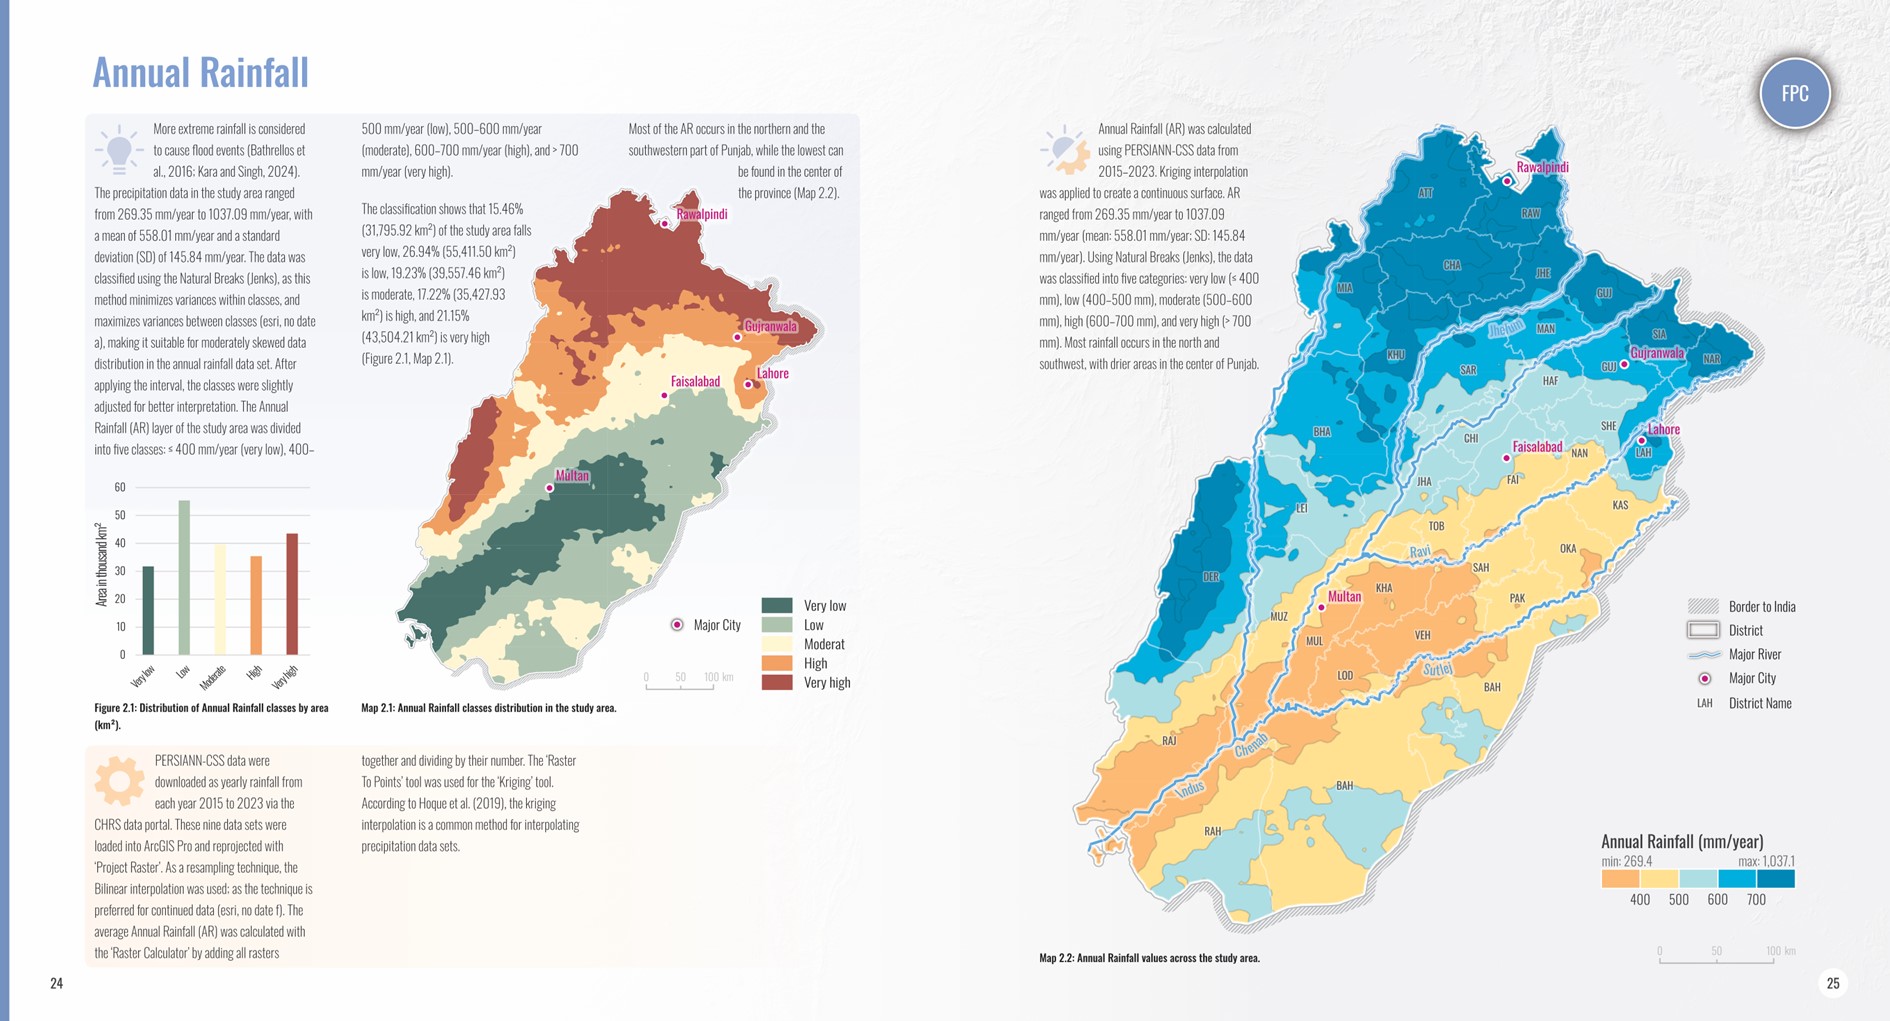 Annual Rainfall
More extreme rainfall is considered
to cause flood events (Bathrellos et
al., 2016; Kara and Singh, 2024).
The precipitation data in the study area ranged
from 269.35 mm/year to 1037.09 mm/year, with
a mean of 558.01 mm/year and a standard
deviation (SD) of 145.84 mm/year. The data was
classified using the Natural Breaks (Jenks), as this
method minimizes variances within classes, and
maximizes variances between classes (esri, no date
a), making it suitable for moderately skewed data
distribution in the annual rainfall data set. After
applying the interval, the classes were slightly
adjusted for better interpretation. The Annual
Rainfall (AR) layer of the study area was divided
into five classes: ≤ 400 mm/year (very low), 400–
500 mm/year (low), 500–600 mm/year
(moderate), 600–700 mm/year (high), and > 700
mm/year (very high).
The classification shows that 15.46%
(31,795.92 km²) of the study area falls
very low, 26.94% (55,411.50 km²)
is low, 19.23% (39,557.46 km²)
is moderate, 17.22% (35,427.93
km²) is high, and 21.15%
(43,504.21 km²) is very high
(Figure 2.1, Map 2.1).
Most of the AR occurs in the northern and the
southwestern part of Punjab, while the lowest can
be found in the center of
the province (Map 2.2).
Rawalpindi
Gujranwala
Lahore
Faisalabad
Multan
Major City
0 50 100 km
Very low
Low
Moderat
High
Very high
Area in thousand km²
60
50
40
30
20
10
0
Very low
Low
Moderate
High
Very high
Figure 2.1: Distribution of Annual Rainfall classes by area
(km²).
Map 2.1: Annual Rainfall classes distribution in the study area.
PERSIANN-CSS data were
downloaded as yearly rainfall from
each year 2015 to 2023 via the
CHRS data portal. These nine data sets were
loaded into ArcGIS Pro and reprojected with
'Project Raster'. As a resampling technique, the
Bilinear interpolation was used; as the technique is
preferred for continued data (esri, no date f). The
average Annual Rainfall (AR) was calculated with
the 'Raster Calculator' by adding all rasters
together and dividing by their number. The 'Raster
To Points' tool was used for the 'Kriging' tool.
According to Hoque et al. (2019), the kriging
interpolation is a common method for interpolating
precipitation data sets.
24
FPC
Annual Rainfall (AR) was calculated
using PERSIANN-CSS data from
2015–2023. Kriging interpolation
was applied to create a continuous surface. AR
ranged from 269.35 mm/year to 1037.09
mm/year (mean: 558.01 mm/year; SD: 145.84
mm/year). Using Natural Breaks (Jenks), the data
was classified into five categories: very low (≤ 400
mm), low (400–500 mm), moderate (500–600
mm), high (600–700 mm), and very high (> 700
mm). Most rainfall occurs in the north and
southwest, with drier areas in the center of Punjab.
Rawalpindi
ATT
RAW
CHA
JHE
MIA
GUJ
Jhelum
MAN
SIA
KHU
Gujranwala
NAR
SAR
GUJ
HAF
BHA
CHI
SHE
Lahore
Faisalabad
NAN
LAH
JHA
FAI
LEI
KAS
TOB
Ravi
OKA
DER
SAH
KHA
Multan
PAK
MUZ
MUL
VEH
LOD
Sutlej
BAH
RAJ
Chenab
Indus
BAH
RAH
Border to India
District
Major River
Major City
LAH District Name
Annual Rainfall (mm/year)
min: 269.4 max: 1,037.1
400 500 600 700
0 50 100 km
Map 2.2: Annual Rainfall values across the study area.
25